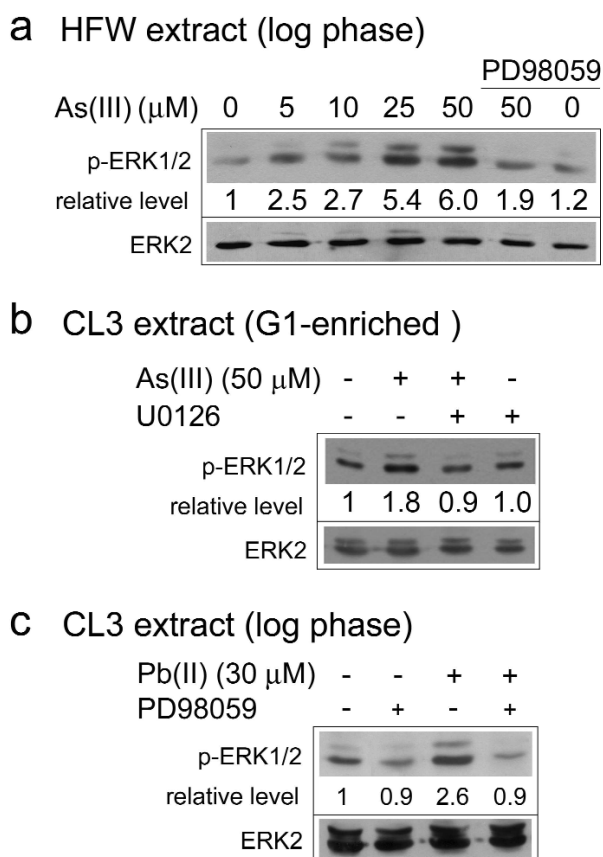 a HFW extract (log phase)
PD98059
As(III) (μM) 0 5 10 25 50 50 0
p-ERK1/2
relative level 1 2.5 2.7 5.4 6.0 1.9 1.2
ERK2
b CL3 extract (G1-enriched )
As(III) (50 μM) - + + -
U0126 - - + +
p-ERK1/2
relative level 1 1.8 0.9 1.0
ERK2
c CL3 extract (log phase)
Pb(II) (30 μM) - - + +
PD98059 - + - +
p-ERK1/2
relative level 1 0.9 2.6 0.9
ERK2